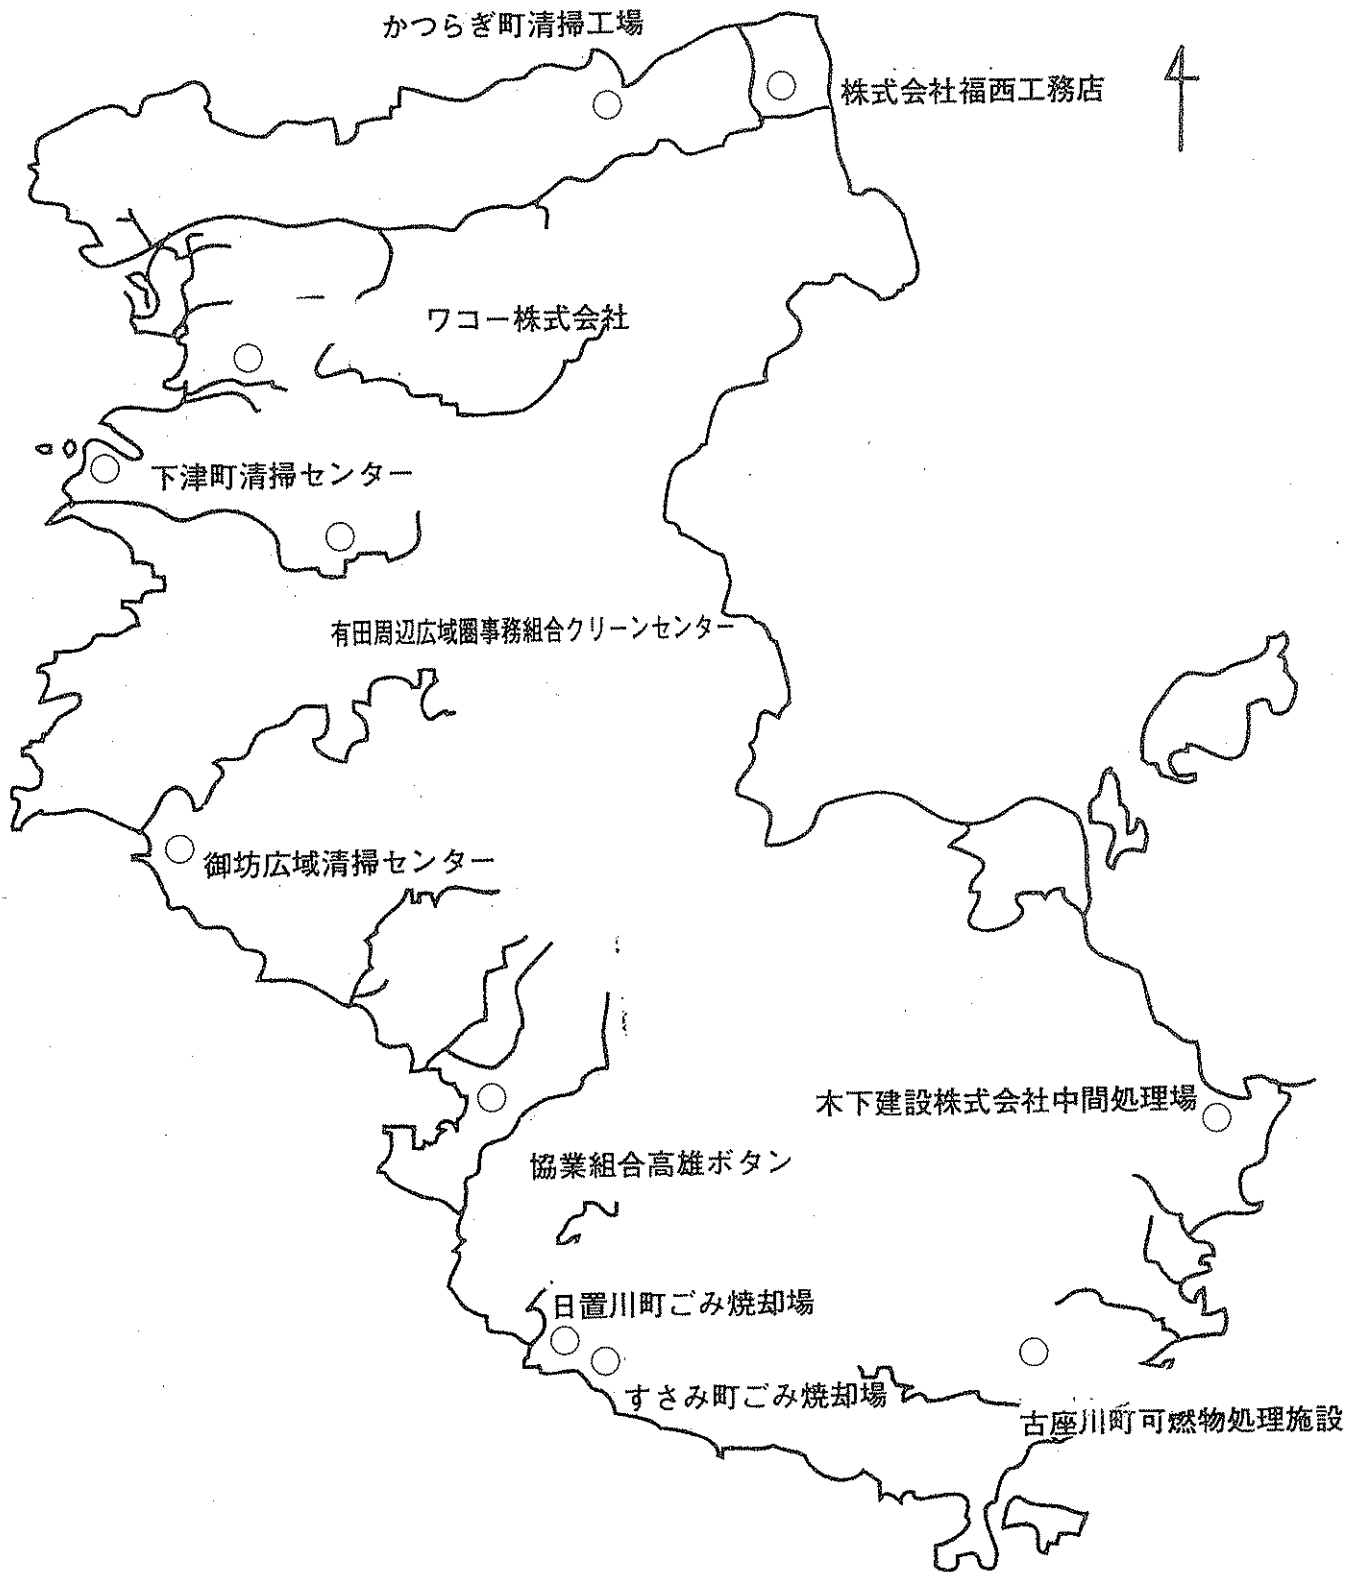 かつらぎ町清掃工場
株式会社福西工務店
ワコー株式会社
下津町清掃センター
有田周辺広域圏事務組合クリーンセンター
御坊広域清掃センター
木下建設株式会社中間処理場
協業組合高雄ボタン
日置川町ごみ焼却場
すさみ町ごみ焼却場
古座川町可燃物処理施設